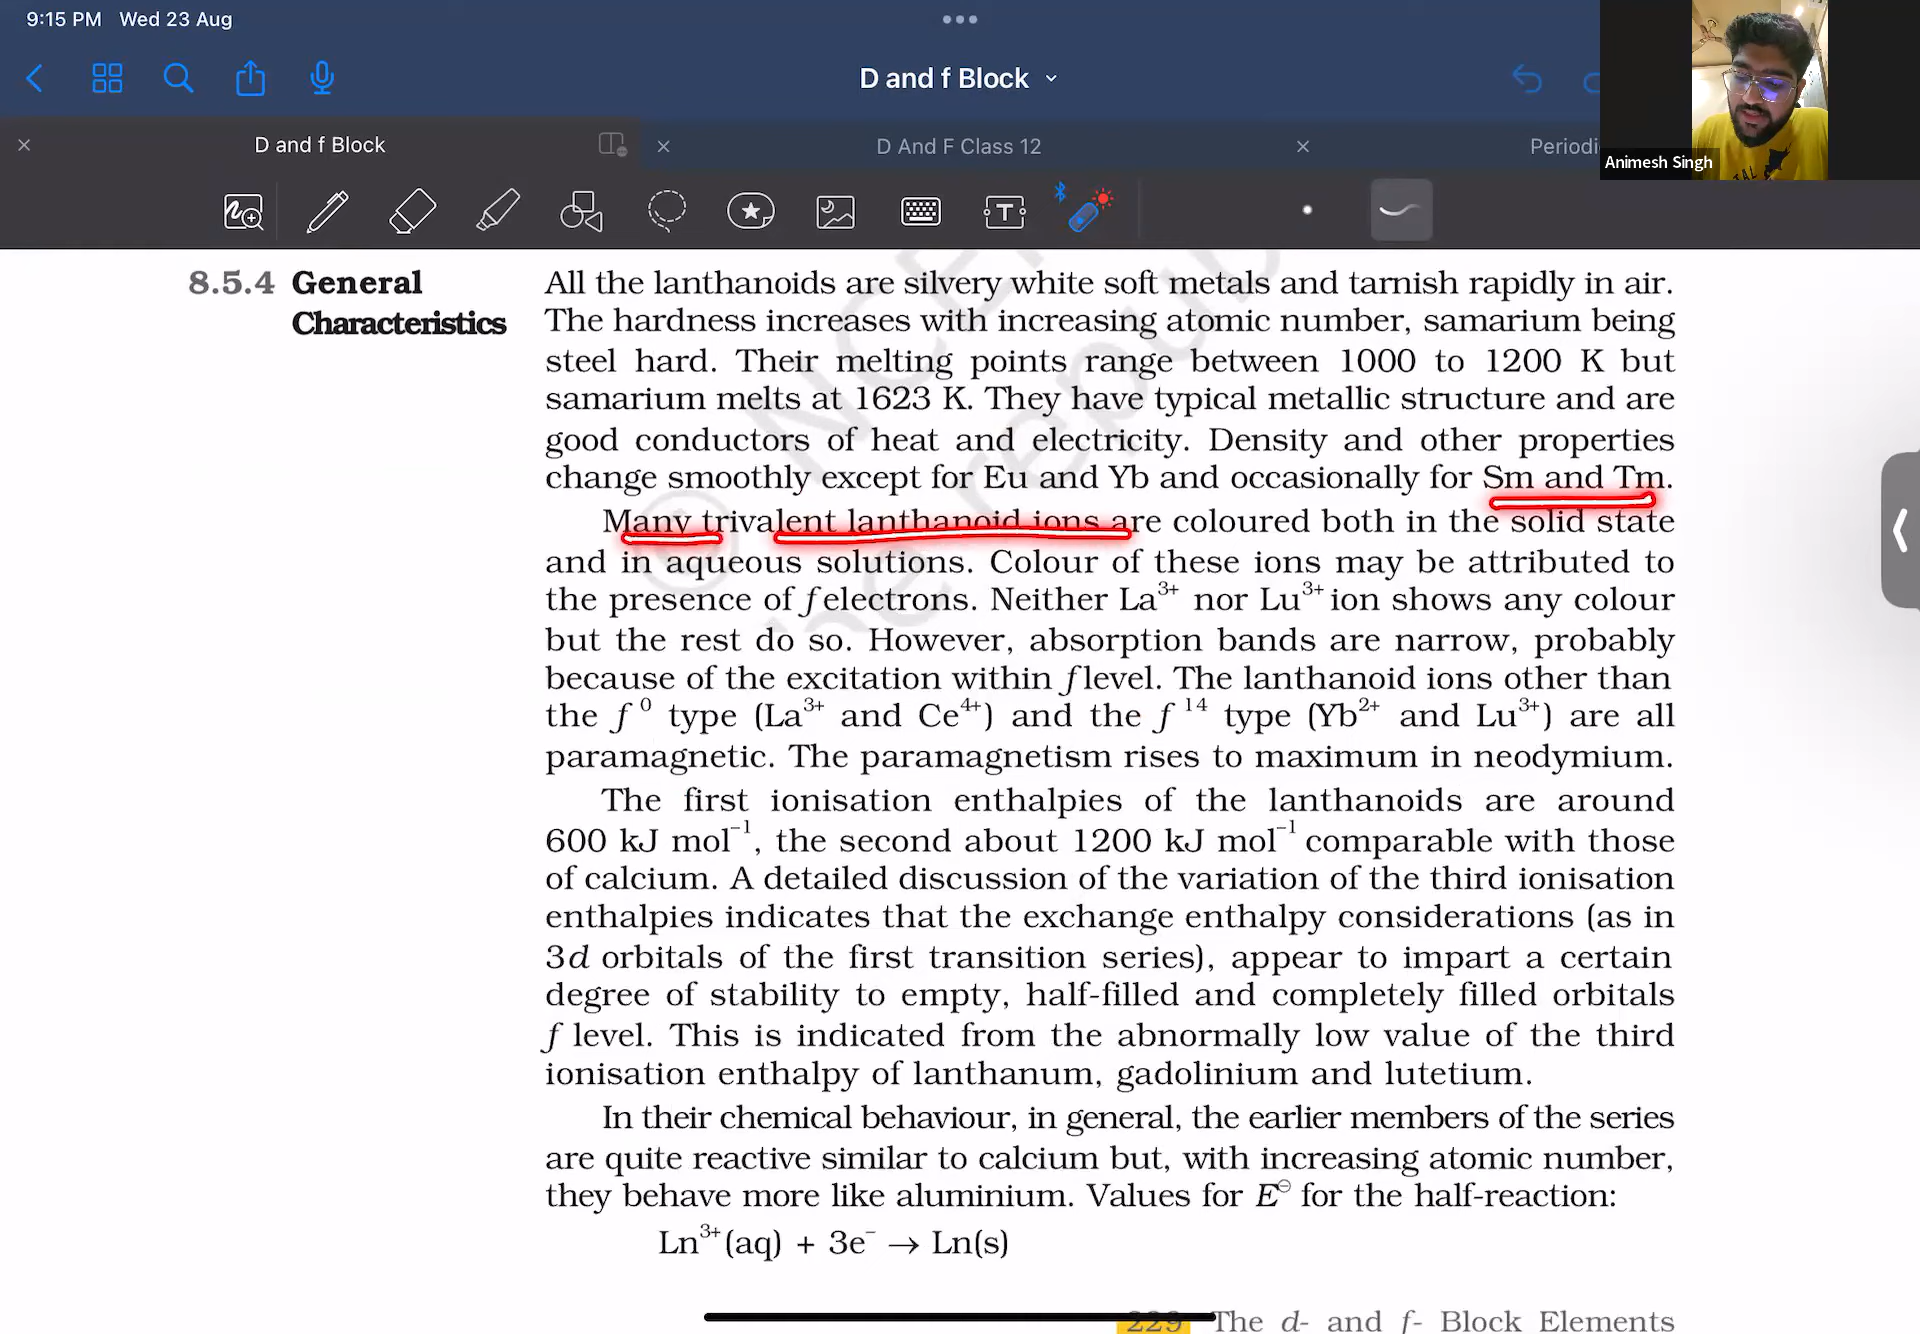 9:15 PM Wed 23 Aug
D and f Block
D and f Block
D And F Class 12
Periodi
Animesh Singh
8.5.4 General
Characteristics
All the lanthanoids are silvery white soft metals and tarnish rapidly in air.
The hardness increases with increasing atomic number, samarium being
steel hard. Their melting points range between 1000 to 1200 K but
samarium melts at 1623 K. They have typical metallic structure and are
good conductors of heat and electricity. Density and other properties
change smoothly except for Eu and Yb and occasionally for Sm and Tm.
Many trivalent lanthanoid ions are coloured both in the solid state
and in aqueous solutions. Colour of these ions may be attributed to
the presence of f electrons. Neither La³⁺ nor Lu³⁺ ion shows any colour
but the rest do so. However, absorption bands are narrow, probably
because of the excitation within f level. The lanthanoid ions other than
the f⁰ type (La³⁺ and Ce⁴⁺) and the f¹⁴ type (Yb²⁺ and Lu³⁺) are all
paramagnetic. The paramagnetism rises to maximum in neodymium.
The first ionisation enthalpies of the lanthanoids are around
600 kJ mol⁻¹, the second about 1200 kJ mol⁻¹ comparable with those
of calcium. A detailed discussion of the variation of the third ionisation
enthalpies indicates that the exchange enthalpy considerations (as in
3d orbitals of the first transition series), appear to impart a certain
degree of stability to empty, half-filled and completely filled orbitals
f level. This is indicated from the abnormally low value of the third
ionisation enthalpy of lanthanum, gadolinium and lutetium.
In their chemical behaviour, in general, the earlier members of the series
are quite reactive similar to calcium but, with increasing atomic number,
they behave more like aluminium. Values for E⊖ for the half-reaction:
Ln³⁺(aq) + 3e⁻ → Ln(s)
229 The d- and f- Block Elements